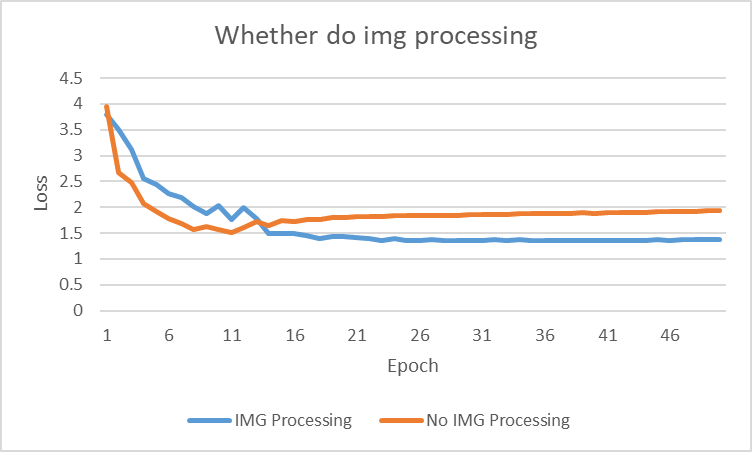 Whether do img processing
4.5
4
3.5
3
2.5
2
1.5
1
0.5
0
Loss
1 6 11 16 21 26 31 36 41 46
Epoch
IMG Processing No IMG Processing